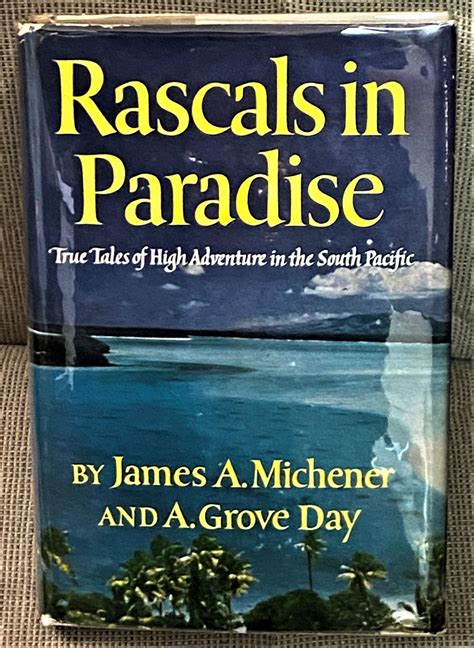 Rascals in
Paradise
True Tales of High Adventure in the South Pacific
BY James A. Michener
AND A. Grove Day